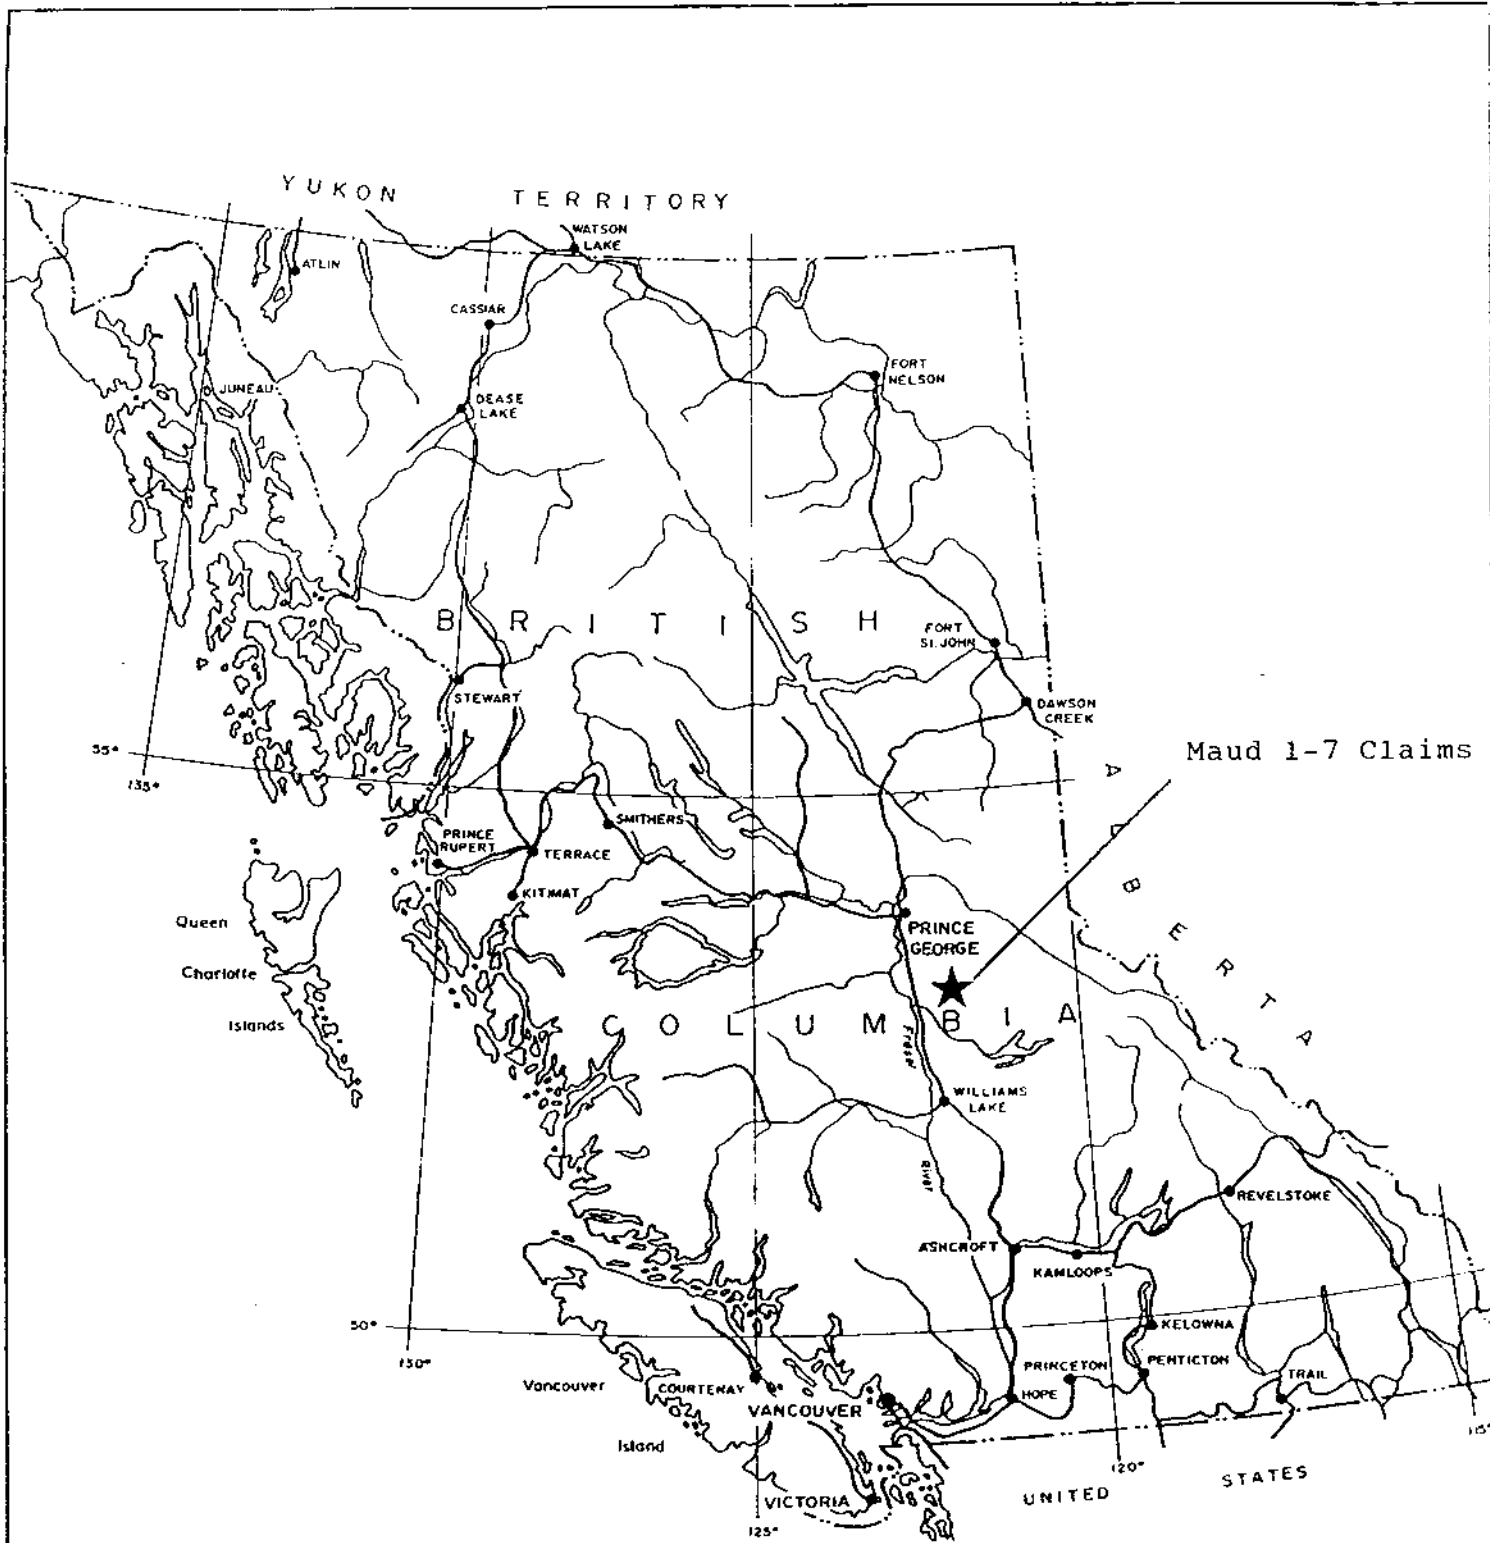 YUKON TERRITORY
WATSON
LAKE
ATLIN
CASSIAR
FORT
NELSON
JUNEAU
DEASE
LAKE
BRITISH
FORT
ST. JOHN
STEWART
DAWSON
CREEK
55°
135°
Maud 1-7 Claims
ALBERTA
SMITHERS
PRINCE
RUPERT
TERRACE
KITIMAT
PRINCE
GEORGE
Queen
Charlotte
Islands
COLUMBIA
Fraser
River
WILLIAMS
LAKE
REVELSTOKE
ASHCROFT
KAMLOOPS
50°
130°
KELOWNA
PRINCETON
PENTICTON
TRAIL
HOPE
Vancouver
Island
COURTENAY
VANCOUVER
VICTORIA
125°
120°
115°
UNITED STATES